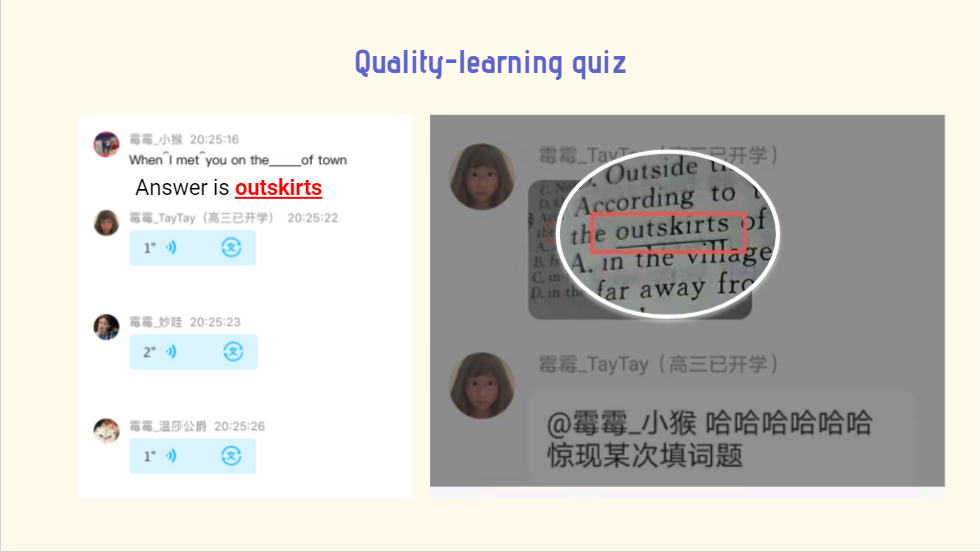 Quality-learning quiz
霉霉_小猴 20:25:16
When I met you on the_____of town
Answer is outskirts
霉霉_TayTay（高三已开学） 20:25:22
1"
文
霉霉_妙哇 20:25:23
2"
文
霉霉_温莎公爵 20:25:26
1"
文
霉霉_TayTay（高三已开学）
Outside
According to
the outskirts of
A. in the village
far away fro
C. in
D. in the
霉霉_TayTay（高三已开学）
@霉霉_小猴 哈哈哈哈哈哈
惊现某次填词题